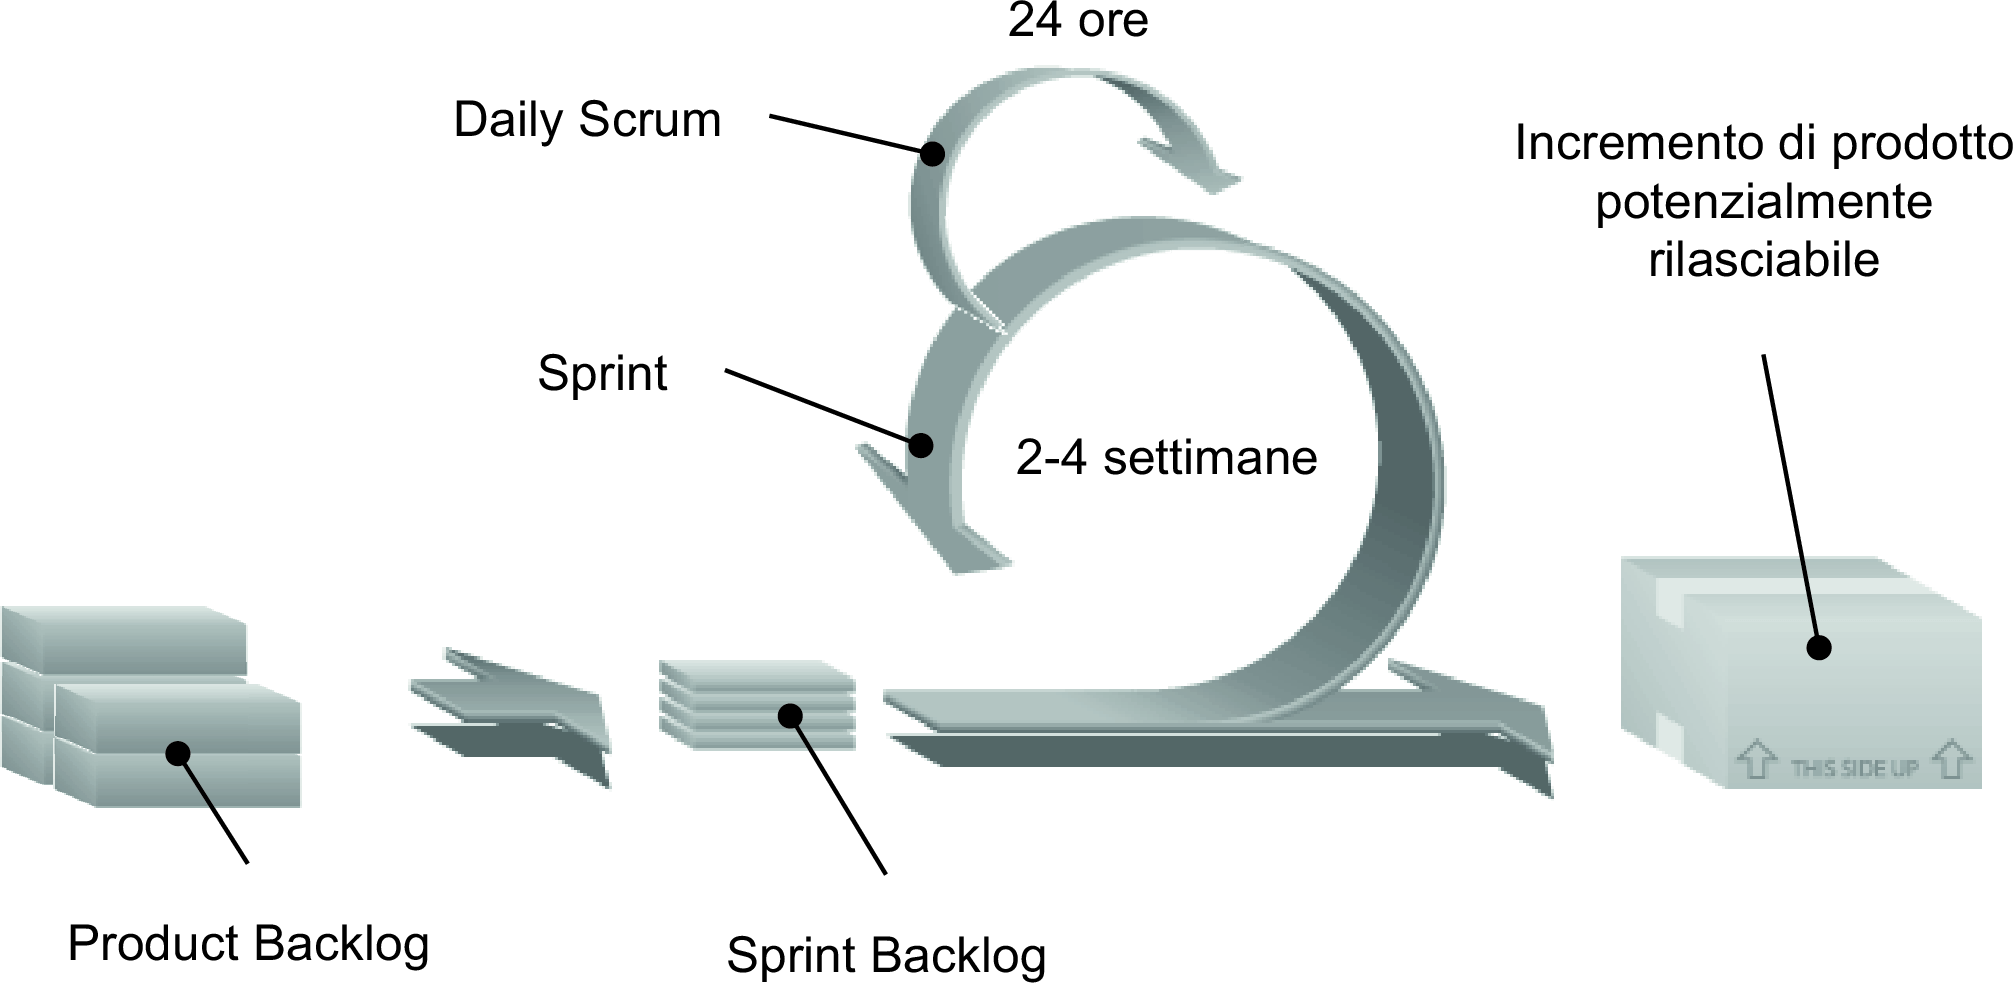 24 ore
Daily Scrum
Incremento di prodotto
potenzialmente
rilasciabile
Sprint
2-4 settimane
THIS SIDE UP
Product Backlog
Sprint Backlog